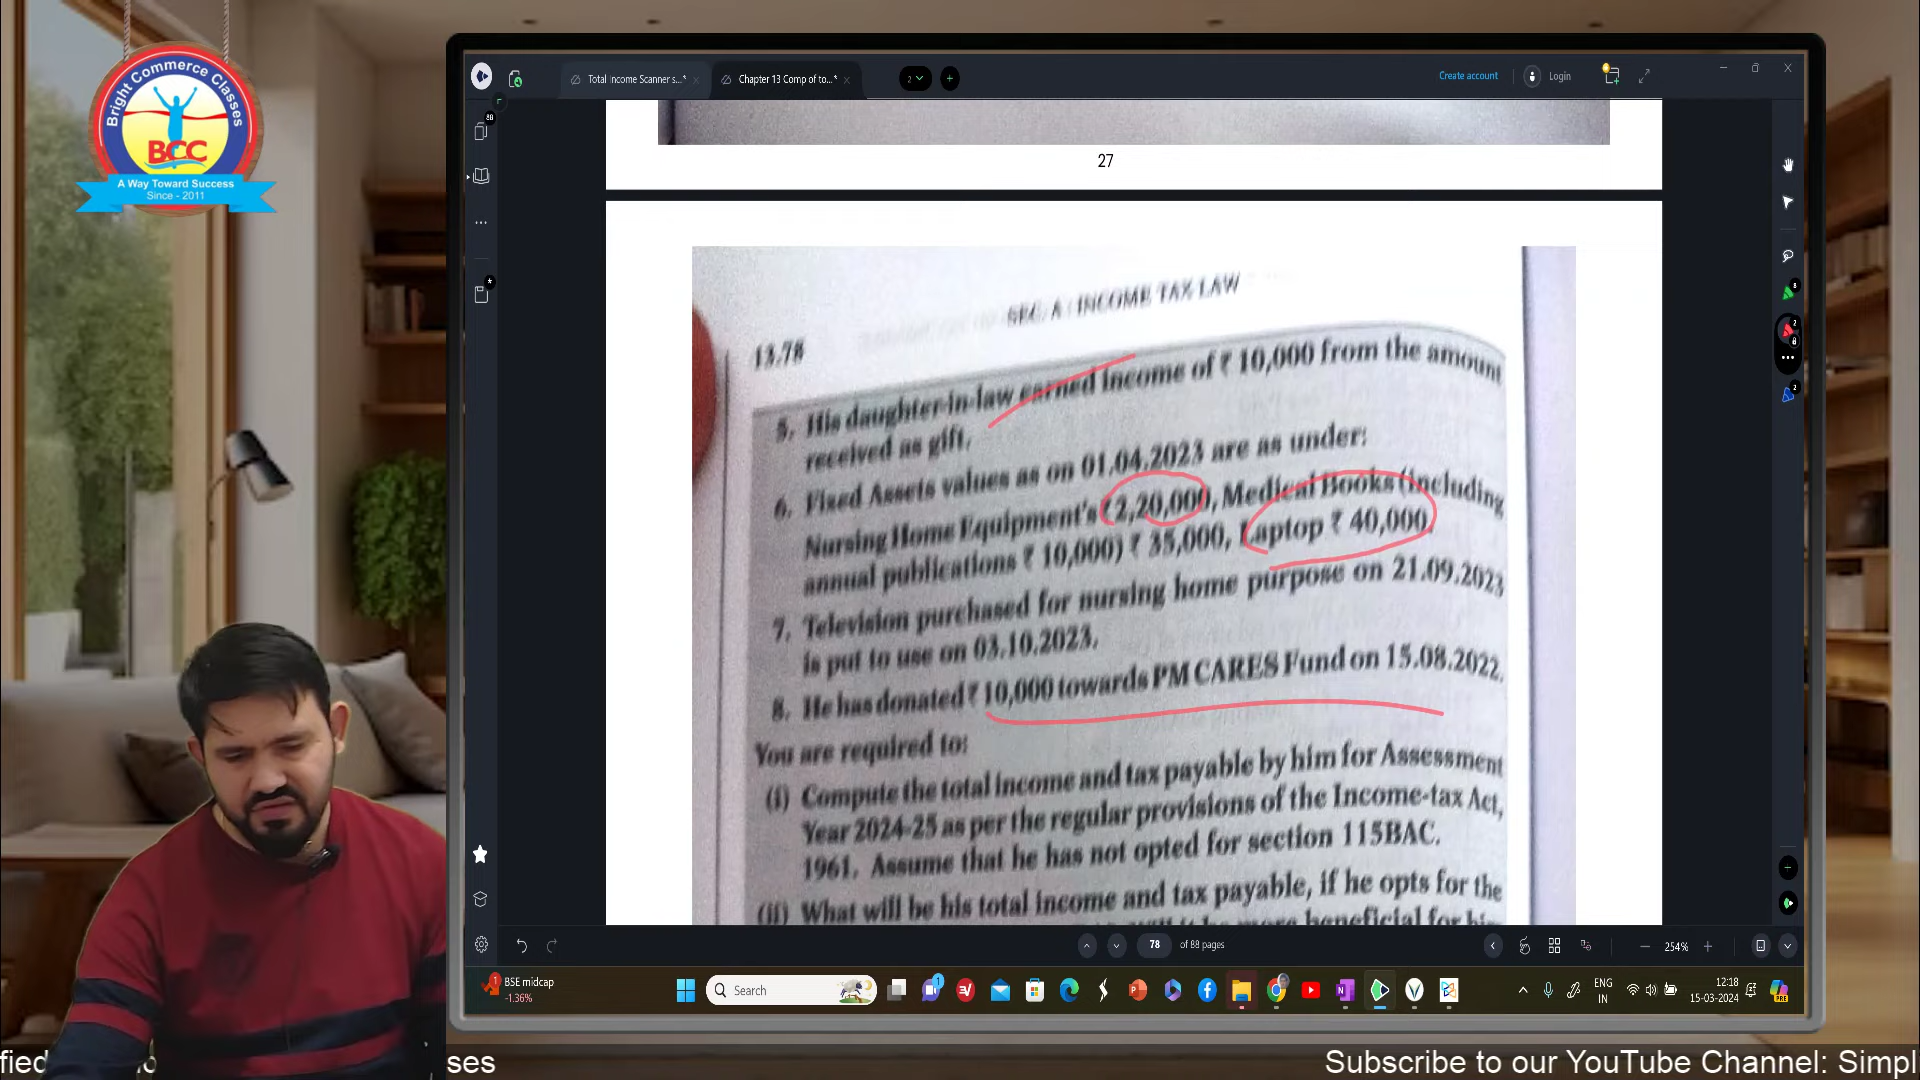 Bright Commerce Classes
BCC
A Way Toward Success
Since - 2011
Total Income Scanner s...*
Chapter 13 Comp of to...*
2
Create account
Login
88
27
13.78
SEC. A : INCOME TAX LAW
5. His daughter-in-law earned income of ₹ 10,000 from the amount
received as gift.
6. Fixed Assets values as on 01.04.2023 are as under:
Nursing Home Equipment's ₹2,20,000, Medical Books (including
annual publications ₹ 10,000) ₹ 35,000, Laptop ₹ 40,000.
7. Television purchased for nursing home purpose on 21.09.2023
is put to use on 03.10.2023.
8. He has donated ₹ 10,000 towards PM CARES Fund on 15.08.2022.
You are required to:
(i) Compute the total income and tax payable by him for Assessment
Year 2024-25 as per the regular provisions of the Income-tax Act,
1961. Assume that he has not opted for section 115BAC.
(ii) What will be his total income and tax payable, if he opts for the
more beneficial for
78 of 88 pages
254%
BSE midcap
-1.36%
Search
ENG
IN
12:18
15-03-2024
fied
sses
Subscribe to our YouTube Channel: Simpl